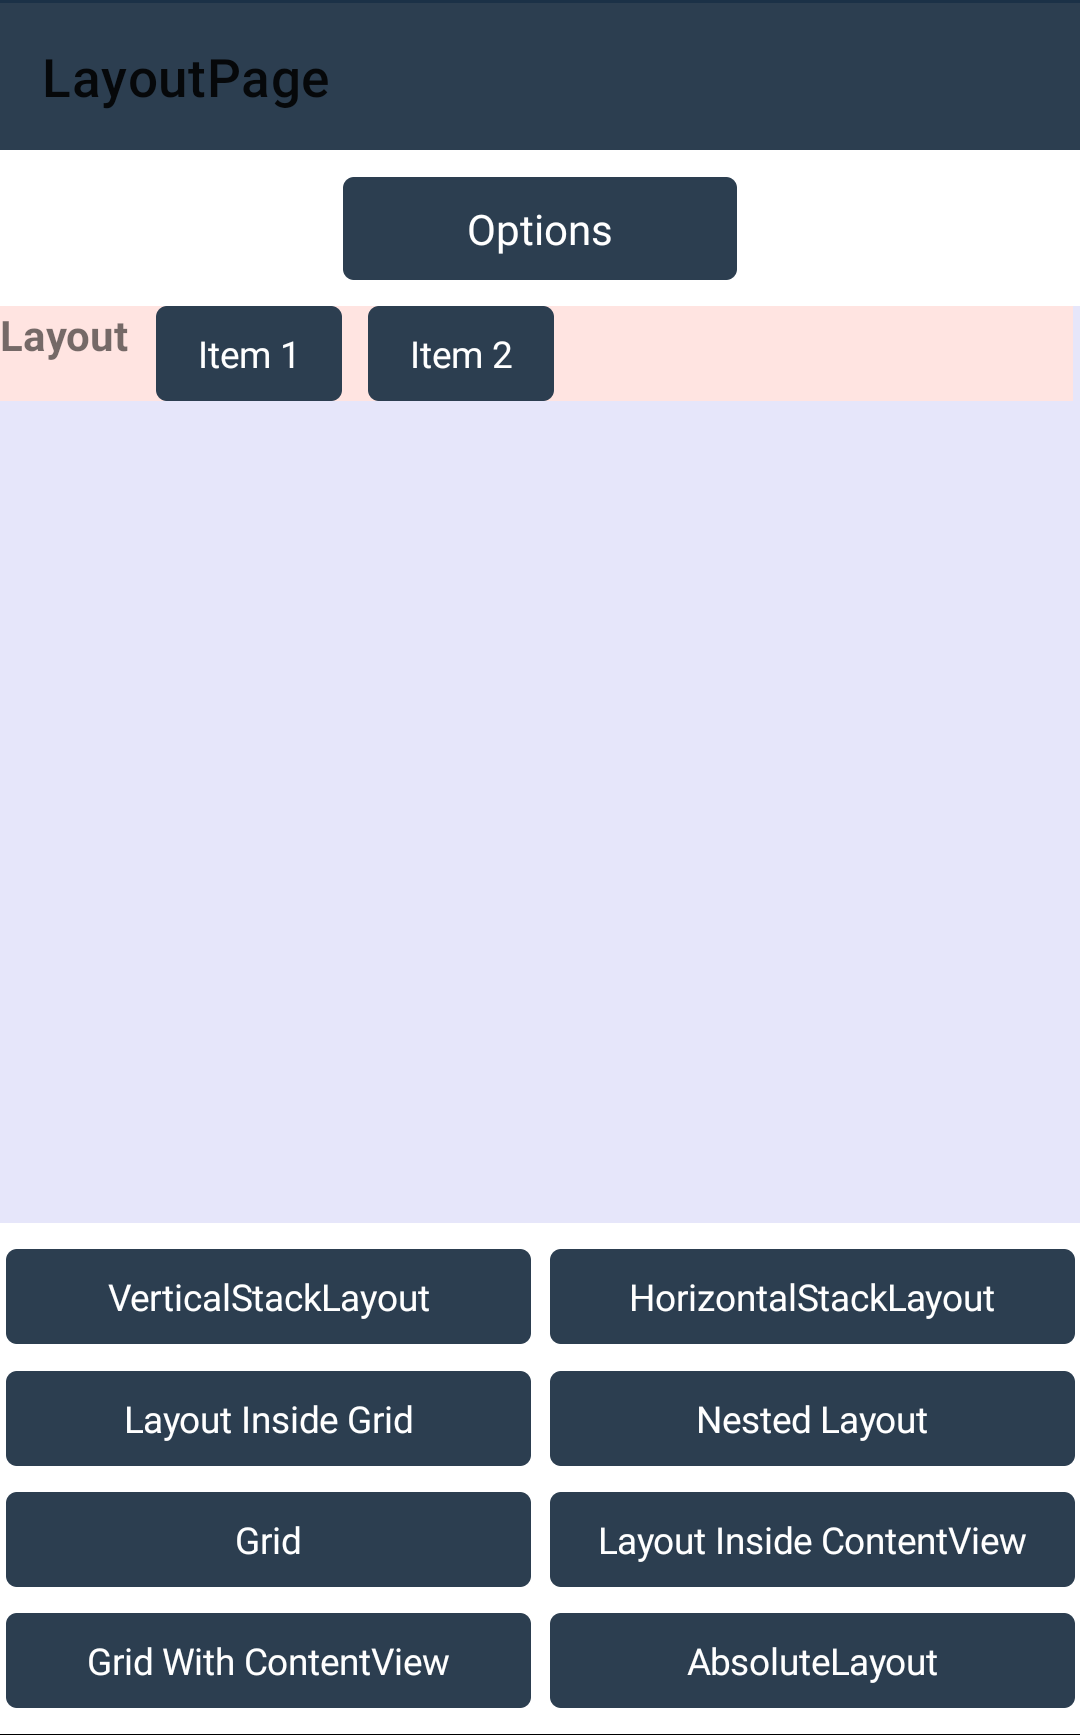 LayoutPage
Options
Layout Item 1 Item 2
VerticalStackLayout HorizontalStackLayout
Layout Inside Grid Nested Layout
Grid Layout Inside ContentView
Grid With ContentView AbsoluteLayout